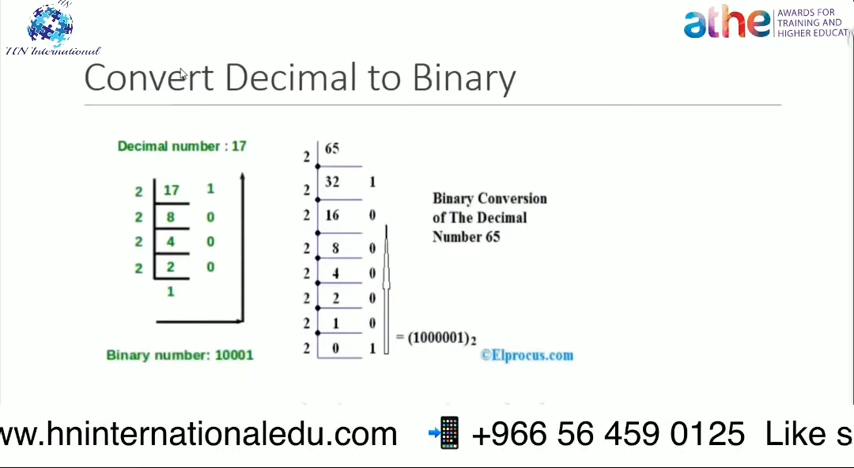 HN International
athe AWARDS FOR
TRAINING AND
HIGHER EDUCAT
Convert Decimal to Binary
Decimal number : 17
2 17 1
2 8 0
2 4 0
2 2 0
1
Binary number: 10001
2 65
2 32 1
2 16 0
2 8 0
2 4 0
2 2 0
2 1 0
2 0 1
= (1000001)2
Binary Conversion
of The Decimal
Number 65
©Elprocus.com
ww.hninternationaledu.com +966 56 459 0125 Like s